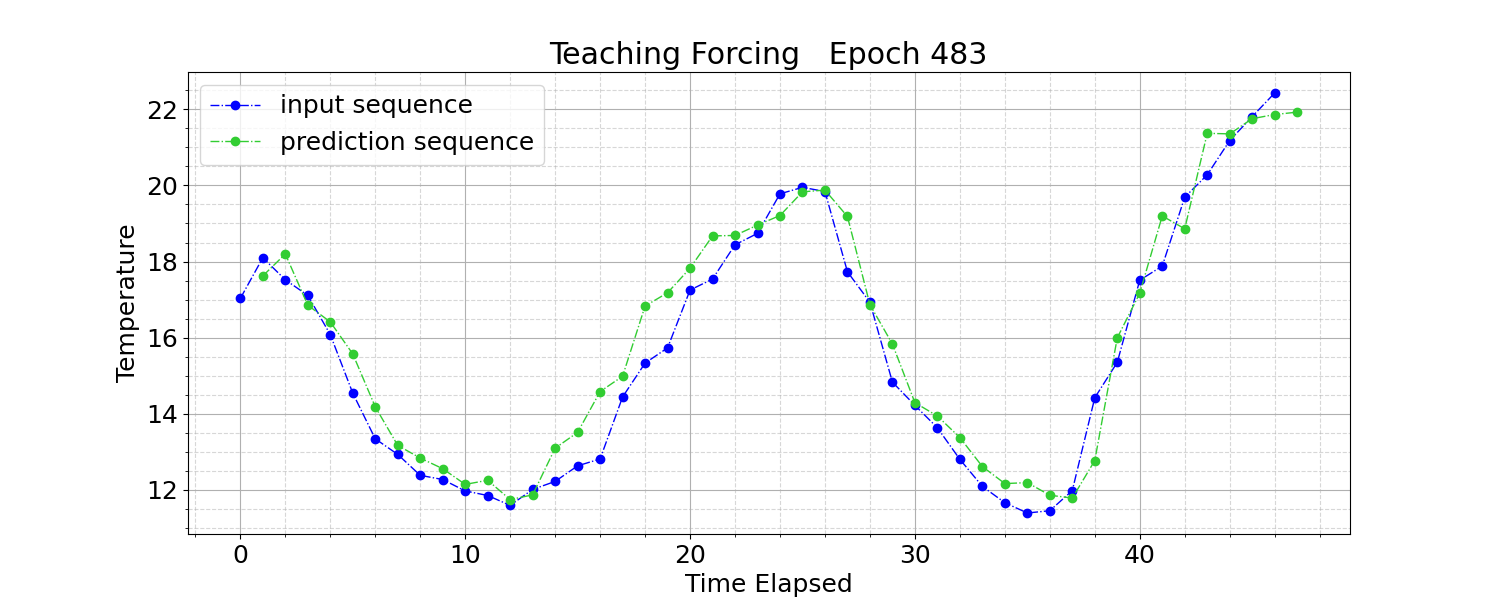 Teaching Forcing   Epoch 483
input sequence
prediction sequence
Temperature
22
20
18
16
14
12
0 10 20 30 40
Time Elapsed